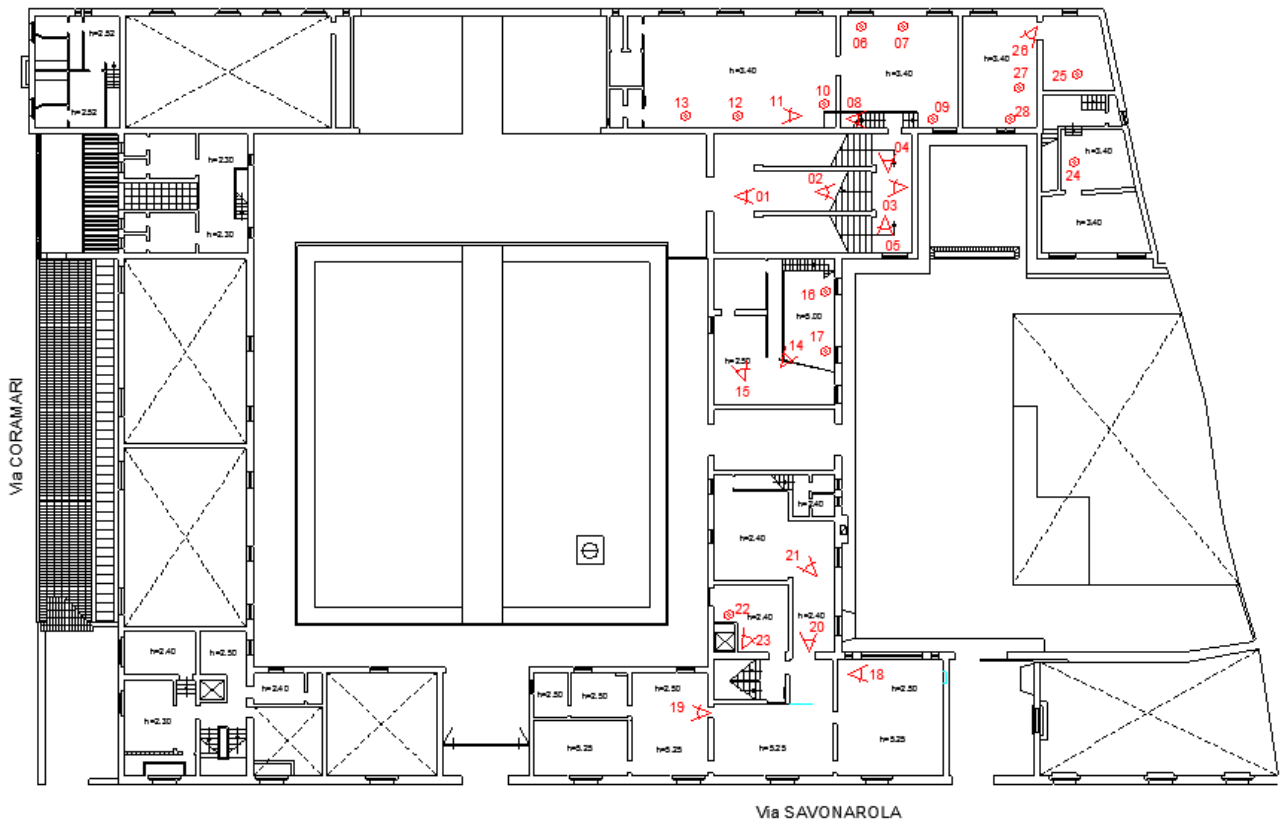 h=2.52
06
07
26
h=3.40
h=3.40
h=3.40
25
27
h=2.52
13
12
11
10
08
09
28
h=2.30
04
h=3.40
24
02
01
03
h=3.40
h=2.30
05
16
h=5.00
17
14
h=2.50
15
Via CORAMARI
h=2.40
h=2.40
21
22
h=2.40
h=2.40
20
23
h=2.40
h=2.50
18
h=2.40
h=2.50
h=2.50
h=2.50
h=2.50
19
h=2.30
h=5.25
h=5.25
h=5.25
h=5.25
Via SAVONAROLA